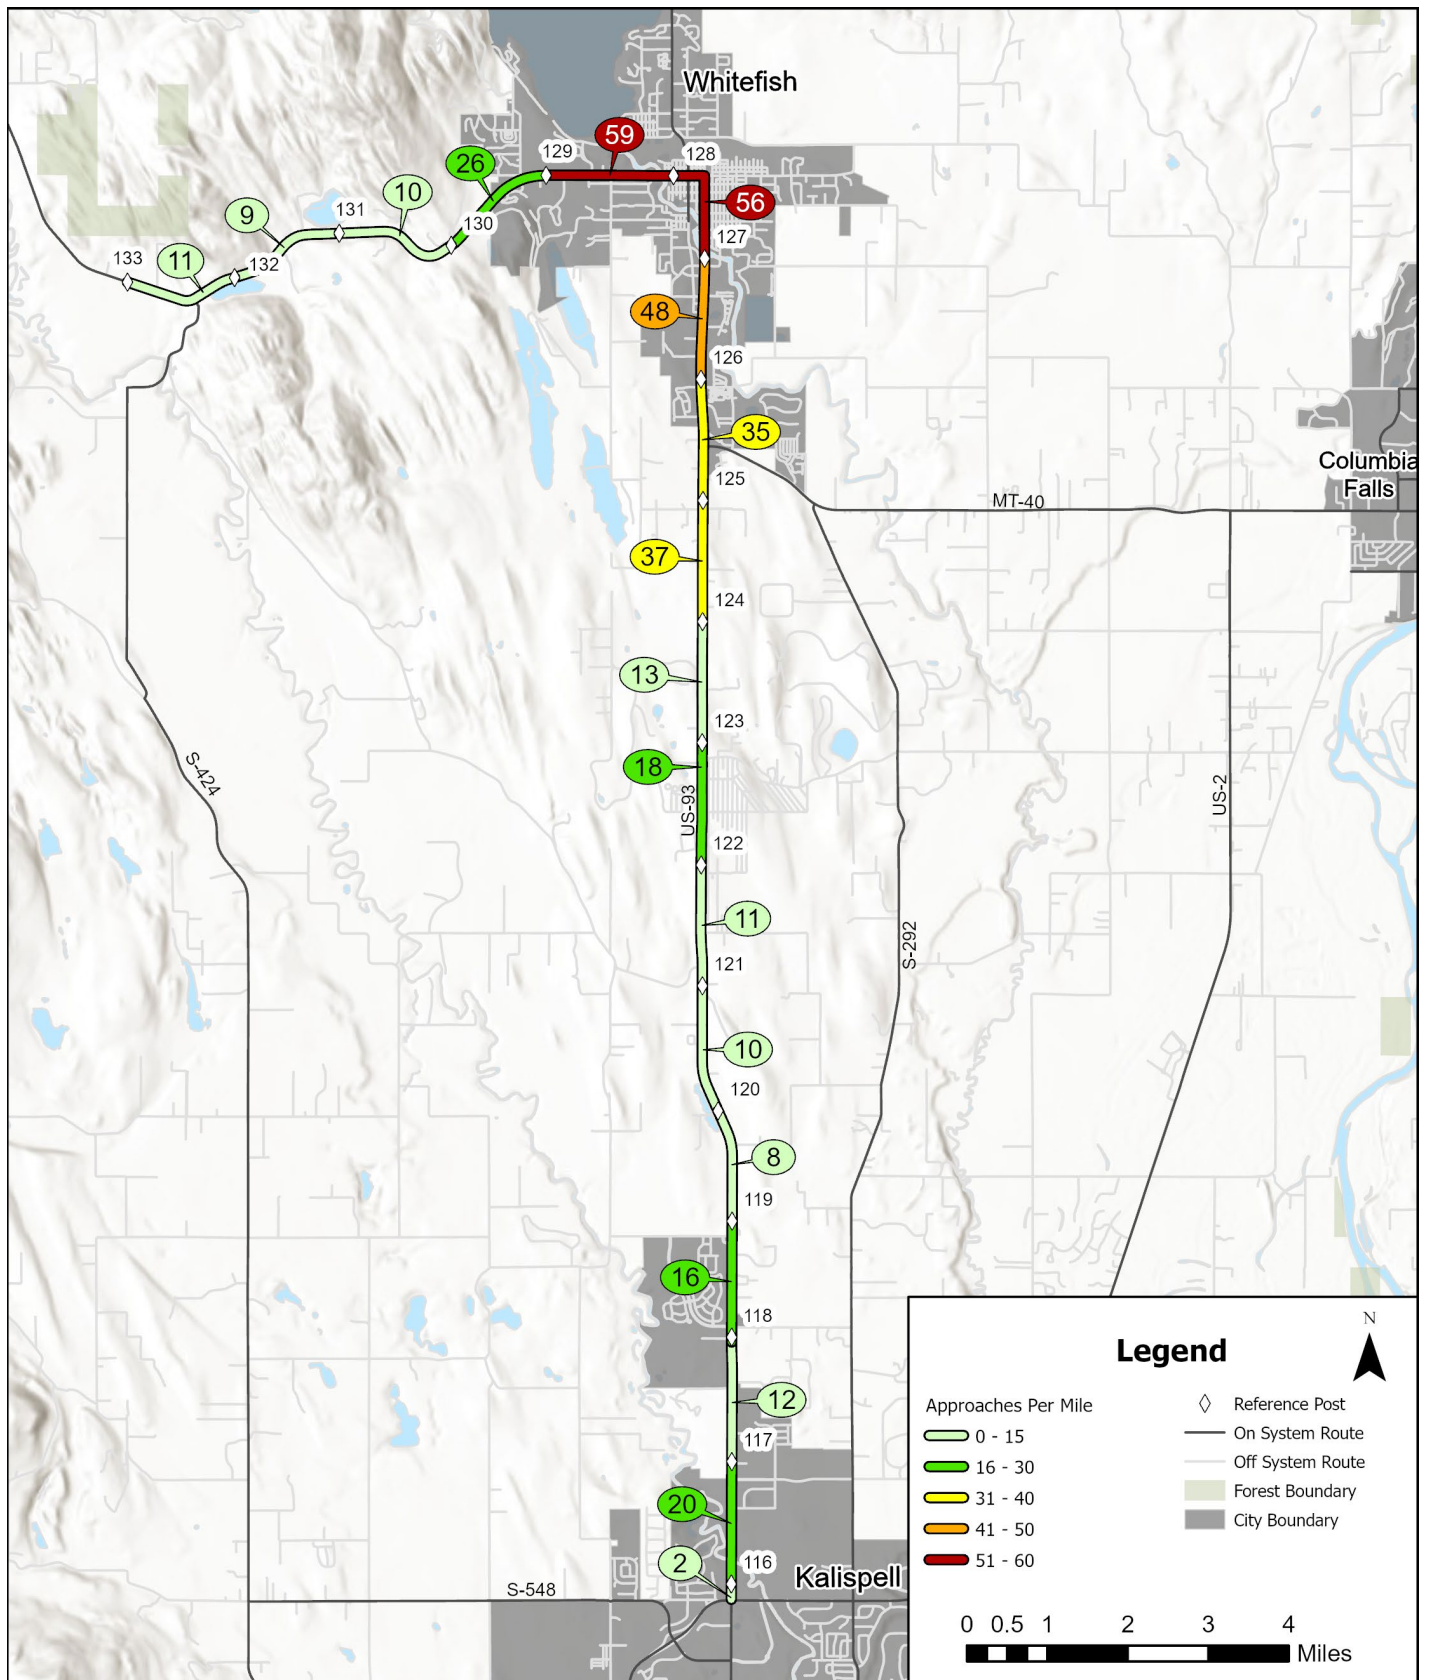 Whitefish
59
129
128
26
10
56
131
9
130
127
133
132
11
48
126
35
125
Columbia
Falls
MT-40
37
124
13
123
18
S-424
US-93
US-2
122
11
S-292
121
10
120
8
119
16
118
12
117
20
116
2
Kalispell
S-548
Legend
N
Approaches Per Mile
0 - 15
16 - 30
31 - 40
41 - 50
51 - 60
Reference Post
On System Route
Off System Route
Forest Boundary
City Boundary
0 0.5 1 2 3 4
Miles